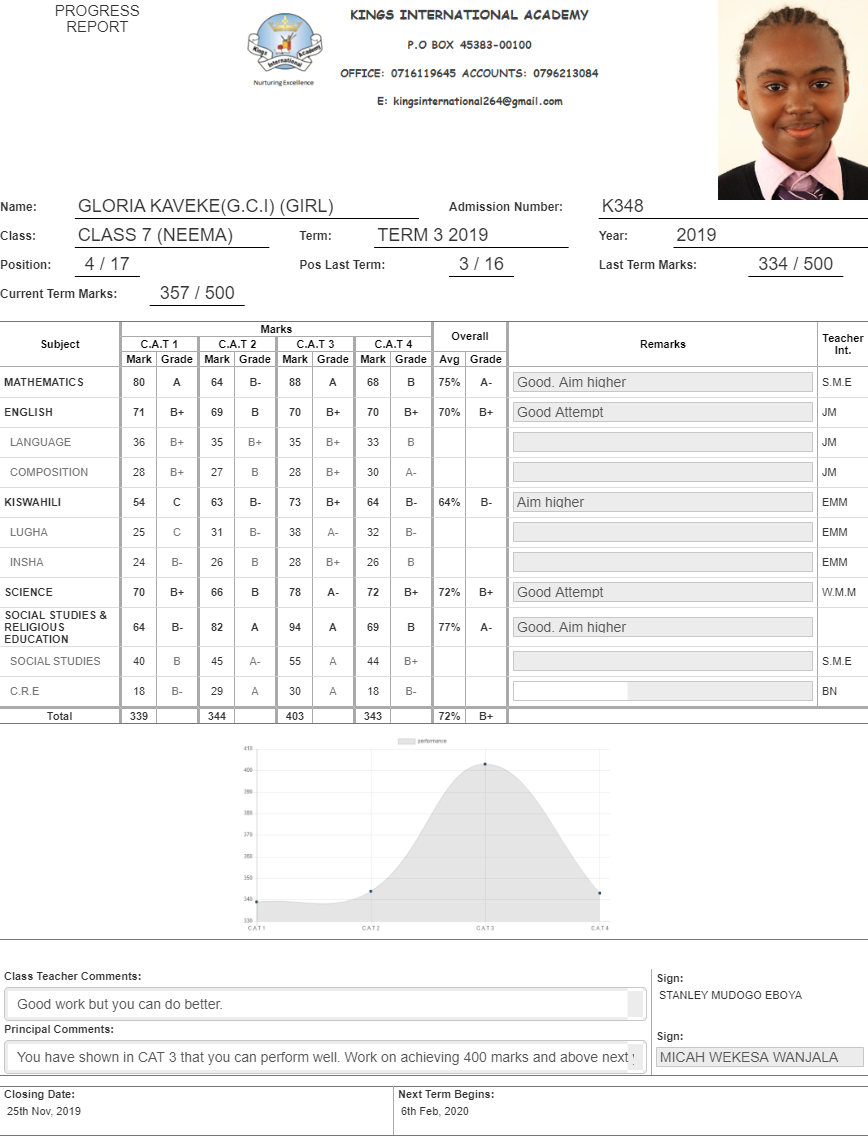 PROGRESS
REPORT
KINGS INTERNATIONAL ACADEMY
P.O BOX 45383-00100
OFFICE: 0716119645 ACCOUNTS: 0796213084
E: kingsinternational264@gmail.com
Kings International Academy
Nurturing Excellence
Name: GLORIA KAVEKE(G.C.I) (GIRL) Admission Number: K348
Class: CLASS 7 (NEEMA) Term: TERM 3 2019 Year: 2019
Position: 4 / 17 Pos Last Term: 3 / 16 Last Term Marks: 334 / 500
Current Term Marks: 357 / 500
Subject Marks Overall Remarks Teacher Int.
C.A.T 1 C.A.T 2 C.A.T 3 C.A.T 4
Mark Grade Mark Grade Mark Grade Mark Grade Avg Grade
MATHEMATICS 80 A 64 B- 88 A 68 B 75% A- Good. Aim higher S.M.E
ENGLISH 71 B+ 69 B 70 B+ 70 B+ 70% B+ Good Attempt JM
LANGUAGE 36 B+ 35 B+ 35 B+ 33 B JM
COMPOSITION 28 B+ 27 B 28 B+ 30 A- JM
KISWAHILI 54 C 63 B- 73 B+ 64 B- 64% B- Aim higher EMM
LUGHA 25 C 31 B- 38 A- 32 B- EMM
INSHA 24 B- 26 B 28 B+ 26 B EMM
SCIENCE 70 B+ 66 B 78 A- 72 B+ 72% B+ Good Attempt W.M.M
SOCIAL STUDIES &
RELIGIOUS
EDUCATION 64 B- 82 A 94 A 69 B 77% A- Good. Aim higher
SOCIAL STUDIES 40 B 45 A- 55 A 44 B+ S.M.E
C.R.E 18 B- 29 A 30 A 18 B- BN
Total 339 344 403 343 72% B+
performance
410
400
390
380
370
360
350
340
330
CAT1 CAT2 CAT3 CAT4
Class Teacher Comments:
Good work but you can do better.
Sign:
STANLEY MUDOGO EBOYA
Principal Comments:
You have shown in CAT 3 that you can perform well. Work on achieving 400 marks and above next
Sign:
MICAH WEKESA WANJALA
Closing Date:
25th Nov, 2019
Next Term Begins:
6th Feb, 2020